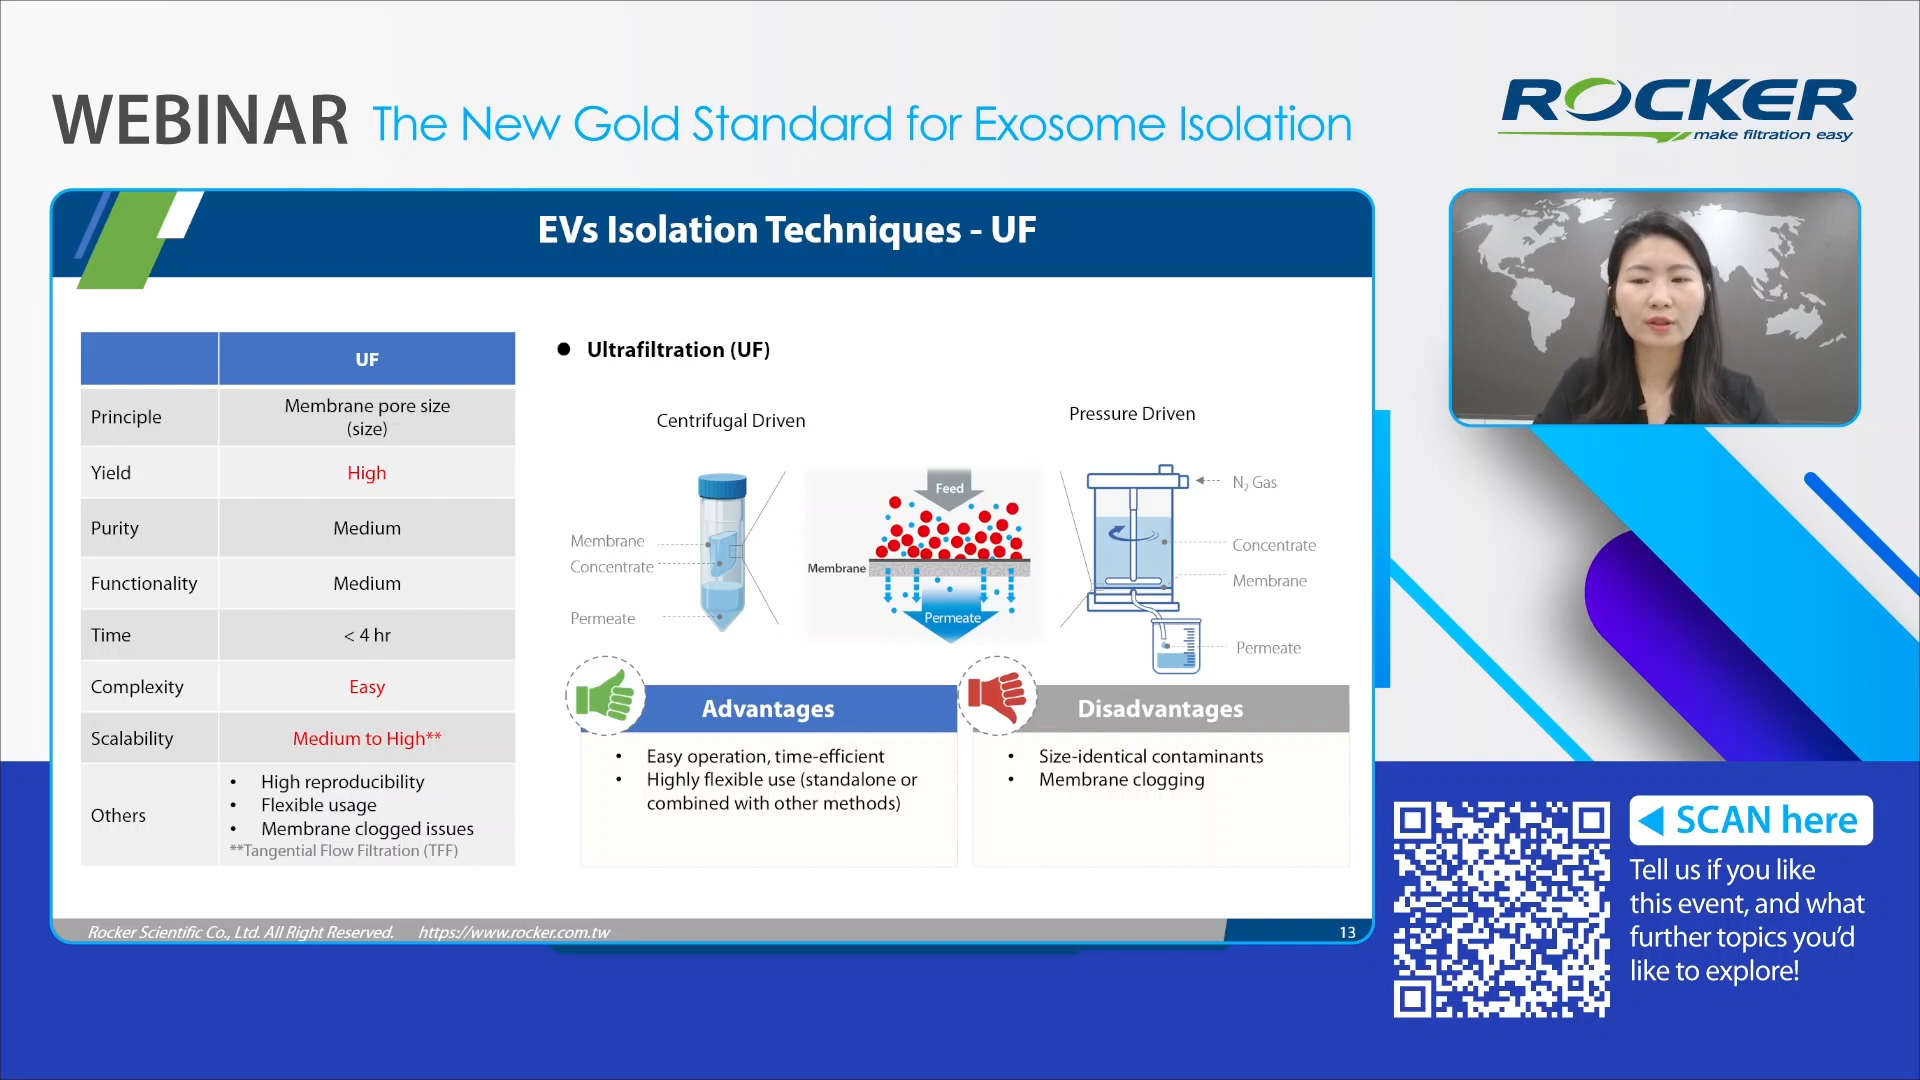 WEBINAR The New Gold Standard for Exosome Isolation
ROCKER
make filtration easy
EVs Isolation Techniques - UF
UF
Principle
Membrane pore size
(size)
Yield
High
Purity
Medium
Functionality
Medium
Time
< 4 hr
Complexity
Easy
Scalability
Medium to High**
Others
• High reproducibility
• Flexible usage
• Membrane clogged issues
**Tangential Flow Filtration (TFF)
● Ultrafiltration (UF)
Centrifugal Driven
Membrane
Concentrate
Permeate
Feed
Membrane
Permeate
Pressure Driven
N₂ Gas
Concentrate
Membrane
Permeate
Advantages
• Easy operation, time-efficient
• Highly flexible use (standalone or
combined with other methods)
Disadvantages
• Size-identical contaminants
• Membrane clogging
Rocker Scientific Co., Ltd. All Right Reserved. https://www.rocker.com.tw
13
SCAN here
Tell us if you like
this event, and what
further topics you’d
like to explore!